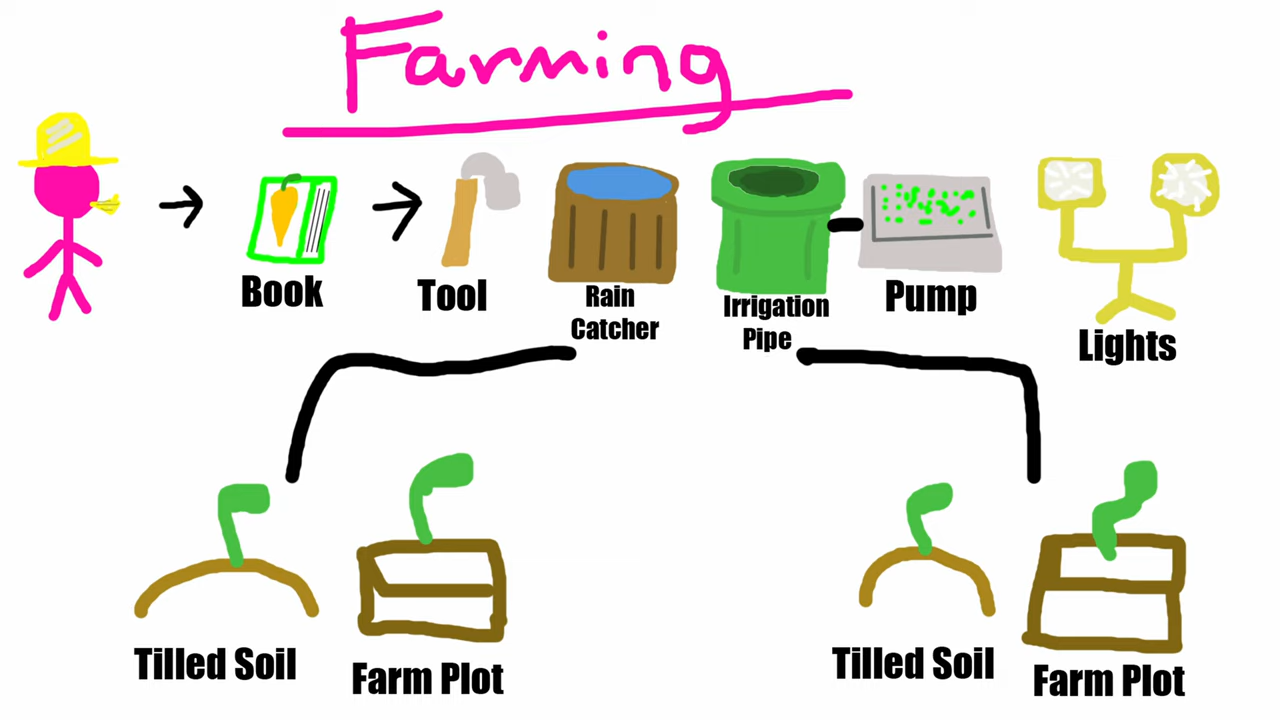 Farming
Book
Tool
Rain
Catcher
Irrigation
Pipe
Pump
Lights
Tilled Soil
Farm Plot
Tilled Soil
Farm Plot